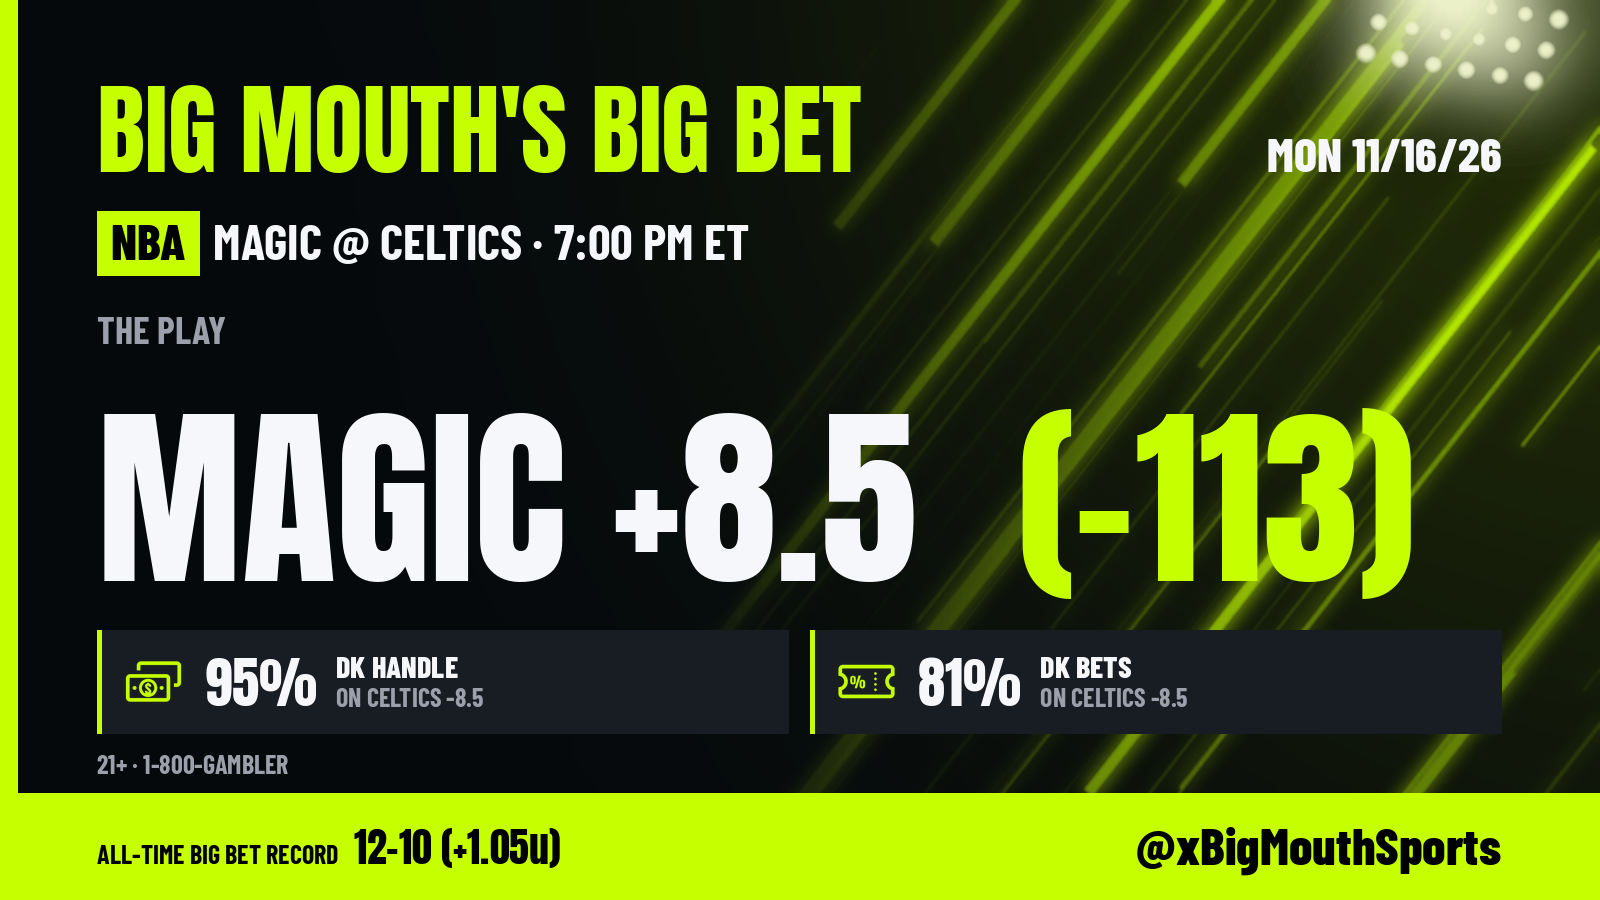 BIG MOUTH'S BIG BET
MON 11/16/26
NBA MAGIC @ CELTICS · 7:00 PM ET
THE PLAY
MAGIC +8.5 (-113)
$ 95% DK HANDLE
ON CELTICS -8.5
% 81% DK BETS
ON CELTICS -8.5
21+ · 1-800-GAMBLER
ALL-TIME BIG BET RECORD 12-10 (+1.05u)
@xBigMouthSports